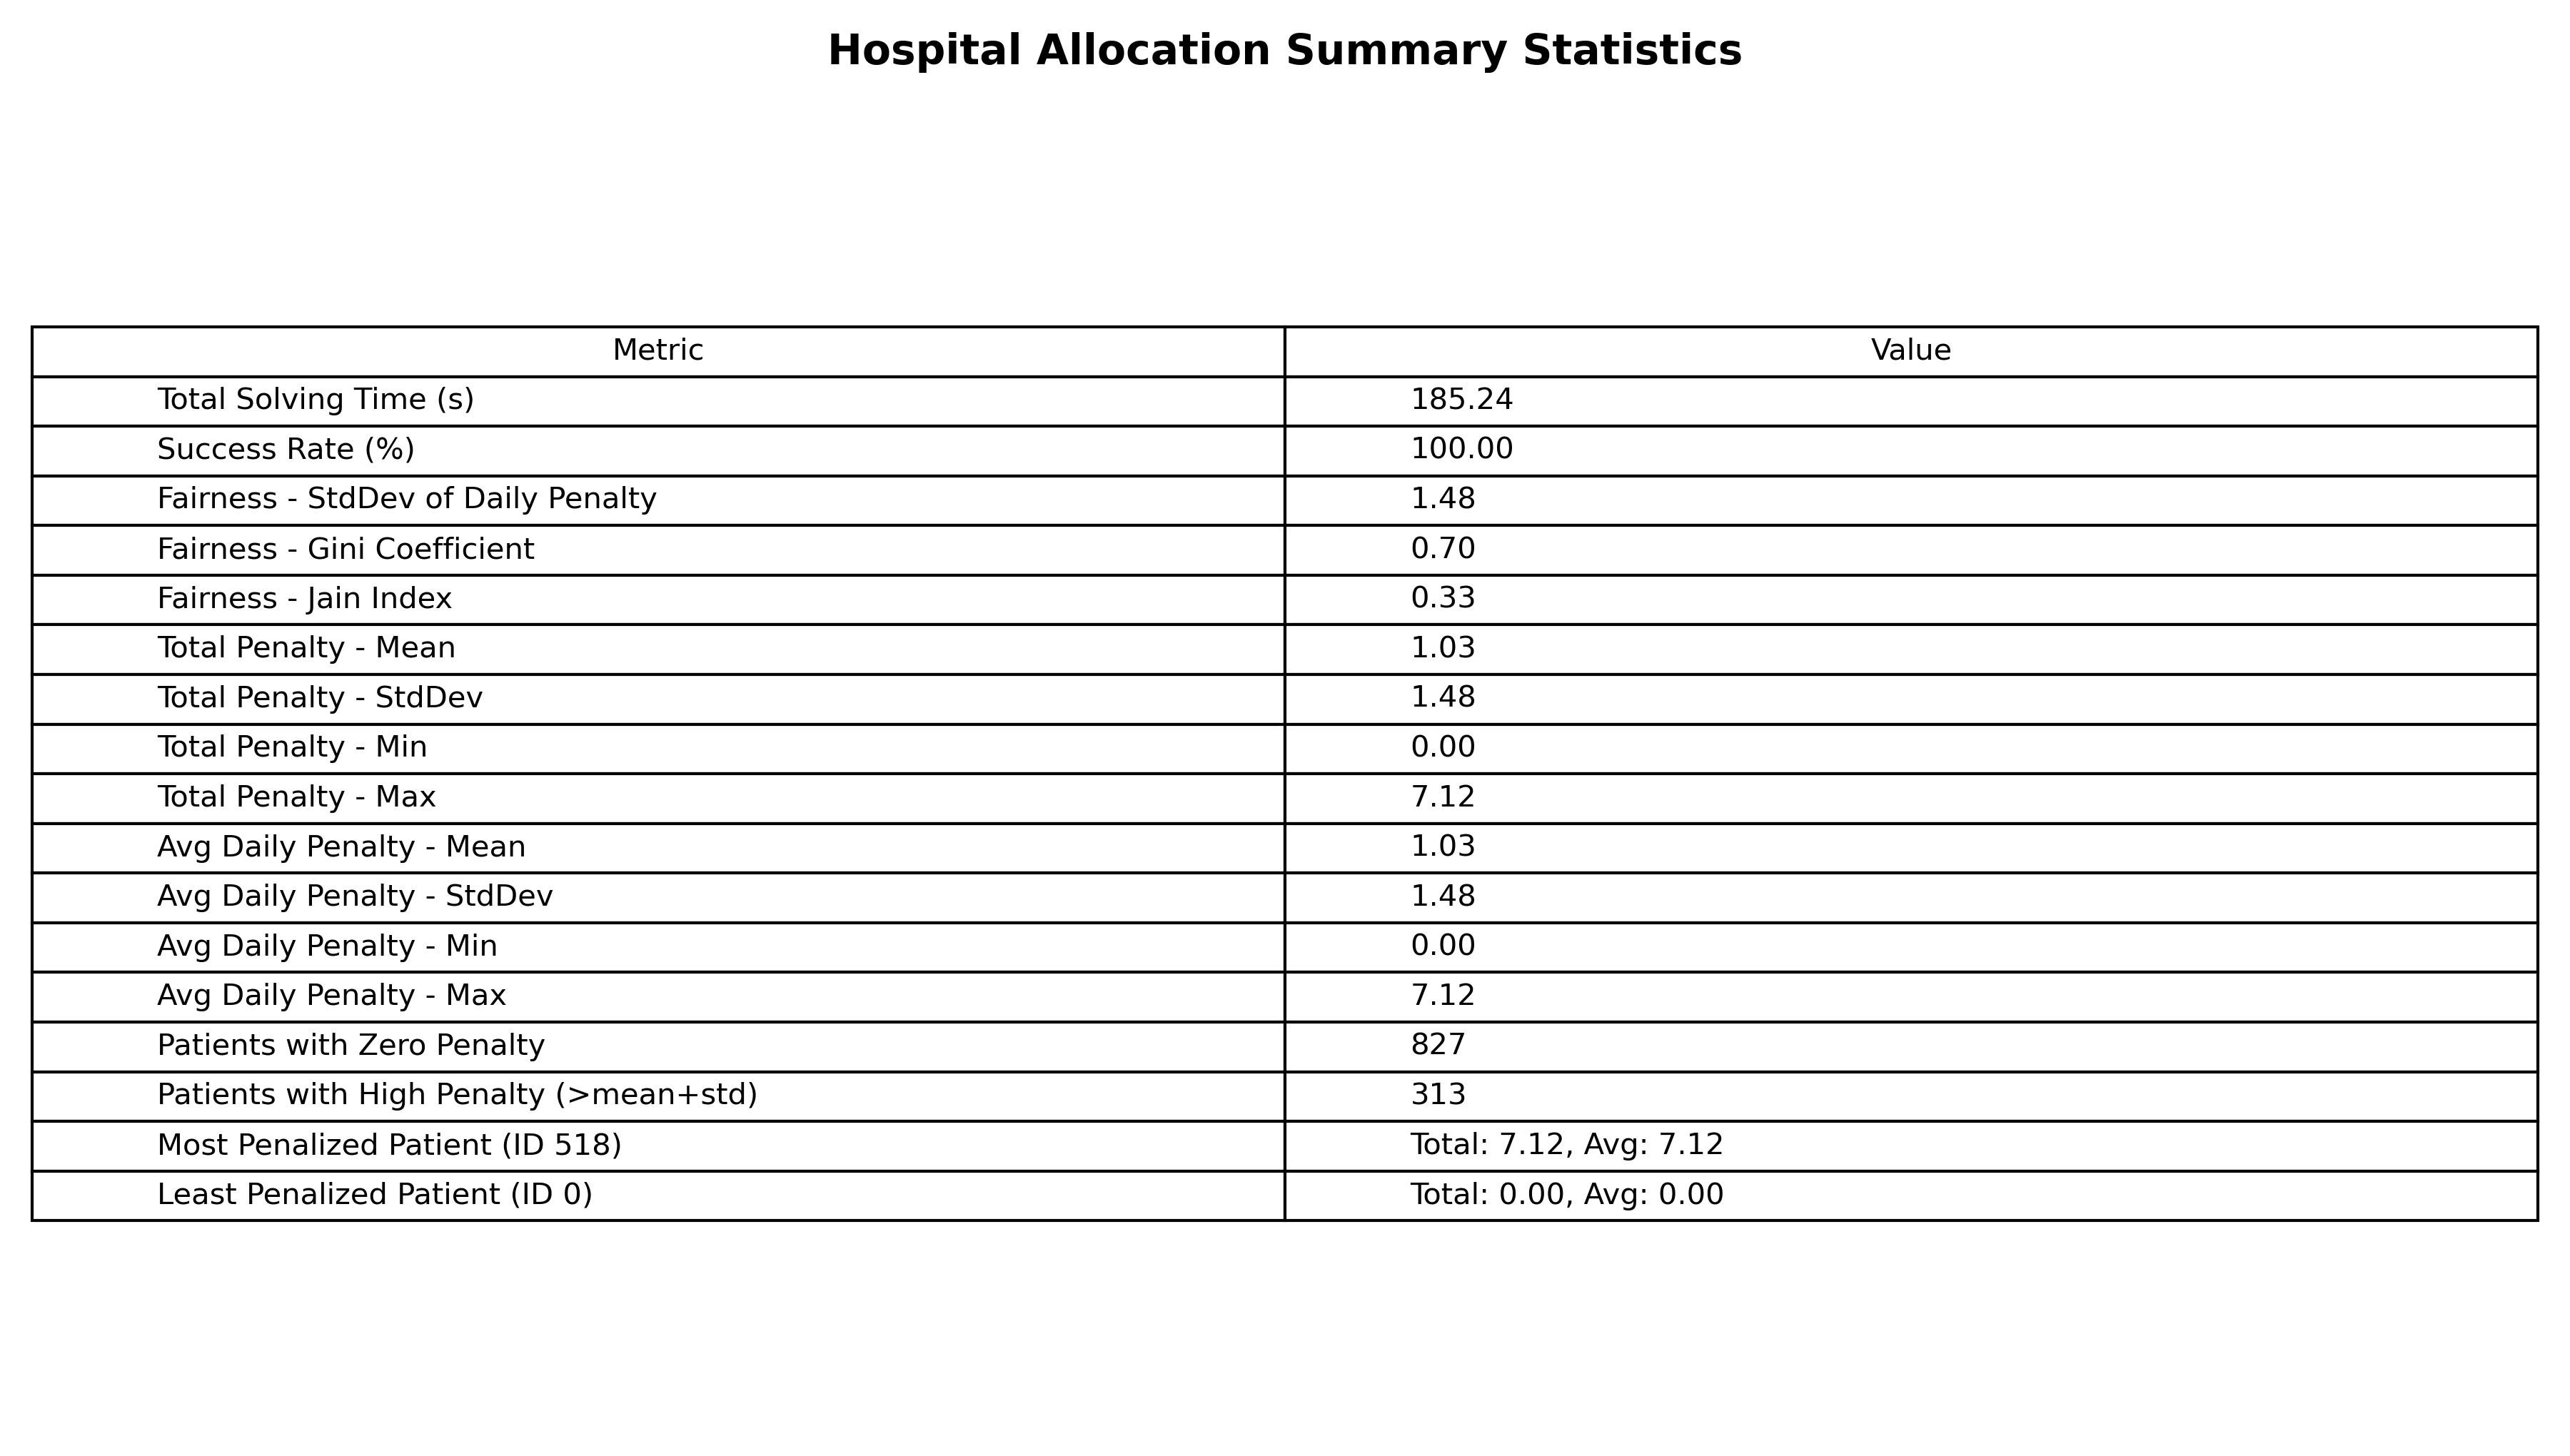 Hospital Allocation Summary Statistics
Metric Value
Total Solving Time (s) 185.24
Success Rate (%) 100.00
Fairness - StdDev of Daily Penalty 1.48
Fairness - Gini Coefficient 0.70
Fairness - Jain Index 0.33
Total Penalty - Mean 1.03
Total Penalty - StdDev 1.48
Total Penalty - Min 0.00
Total Penalty - Max 7.12
Avg Daily Penalty - Mean 1.03
Avg Daily Penalty - StdDev 1.48
Avg Daily Penalty - Min 0.00
Avg Daily Penalty - Max 7.12
Patients with Zero Penalty 827
Patients with High Penalty (>mean+std) 313
Most Penalized Patient (ID 518) Total: 7.12, Avg: 7.12
Least Penalized Patient (ID 0) Total: 0.00, Avg: 0.00